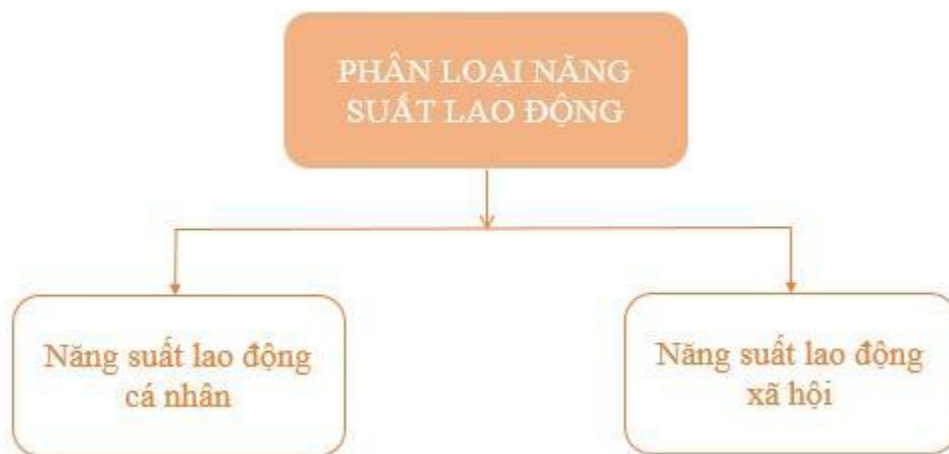 PHÂN LOẠI NĂNG
SUẤT LAO ĐỘNG
Năng suất lao động
cá nhân
Năng suất lao động
xã hội